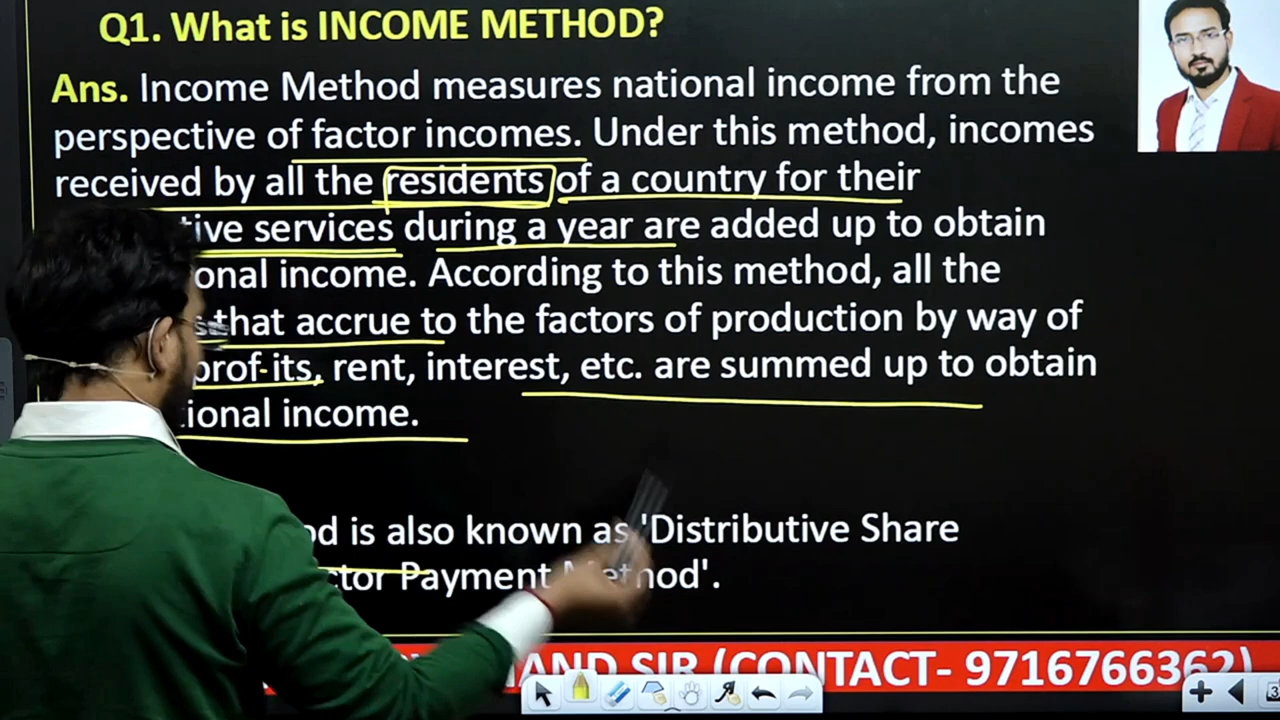 Q1. What is INCOME METHOD?
Ans. Income Method measures national income from the
perspective of factor incomes. Under this method, incomes
received by all the residents of a country for their
tive services during a year are added up to obtain
onal income. According to this method, all the
s that accrue to the factors of production by way of
prof-its, rent, interest, etc. are summed up to obtain
ional income.
od is also known as 'Distributive Share
ctor Payment Method'.
AND SIR (CONTACT- 9716766362)
3